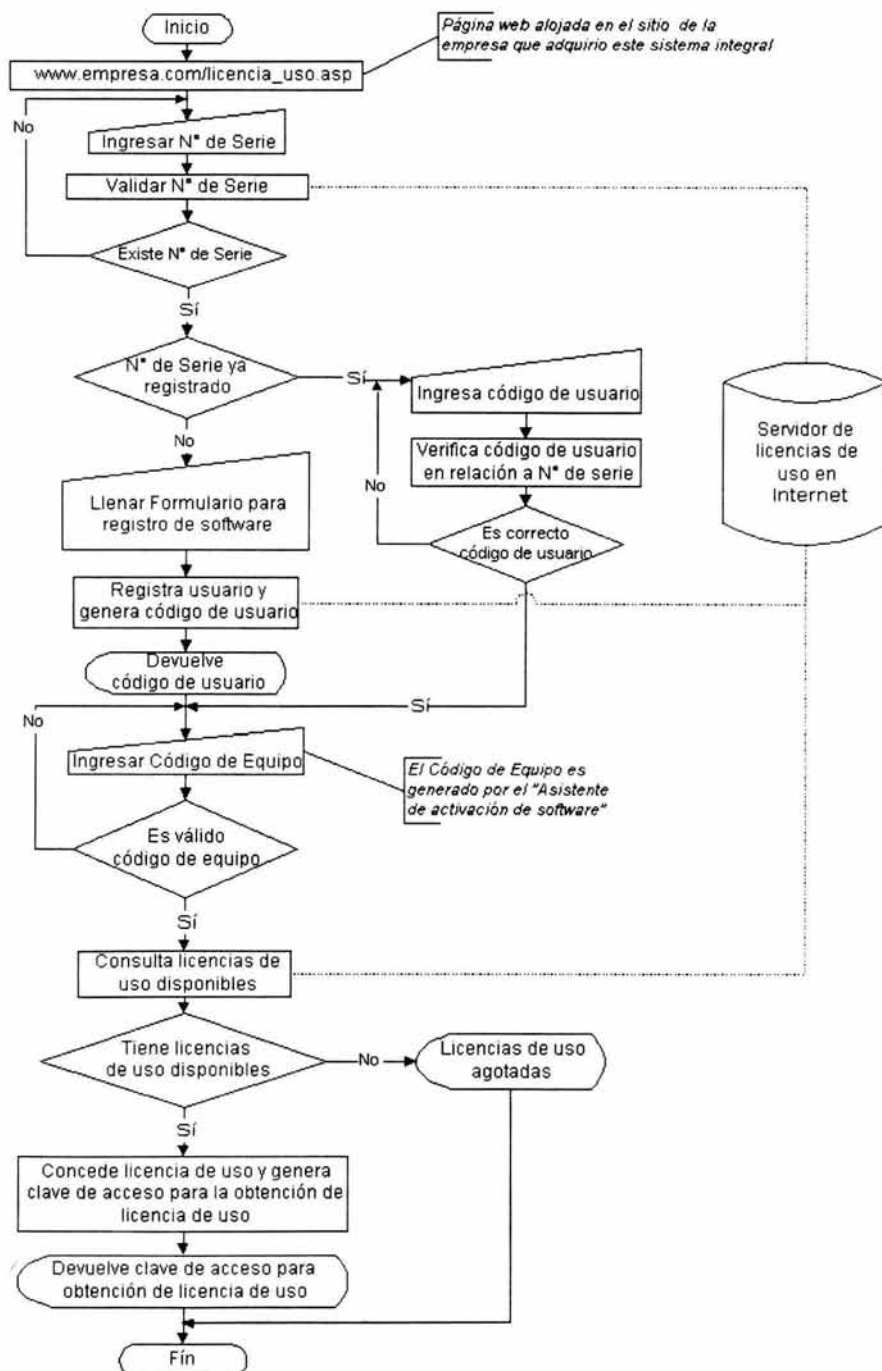 Inicio
Página web alojada en el sitio de la
empresa que adquirio este sistema integral
www.empresa.com/licencia_uso.asp
No
Ingresar N° de Serie
Validar N° de Serie
Existe N° de Serie
Sí
N° de Serie ya
registrado
Sí
Ingresa código de usuario
No
Verifica código de usuario
en relación a N° de serie
No
Servidor de
licencias de
uso en
Internet
Llenar Formulario para
registro de software
Es correcto
código de usuario
Registra usuario y
genera código de usuario
Devuelve
código de usuario
Sí
No
Ingresar Código de Equipo
El Código de Equipo es
generado por el "Asistente
de activación de software"
Es válido
código de equipo
Sí
Consulta licencias de
uso disponibles
Tiene licencias
de uso disponibles
No
Licencias de uso
agotadas
Sí
Concede licencia de uso y genera
clave de acceso para la obtención de
licencia de uso
Devuelve clave de acceso para
obtención de licencia de uso
Fín